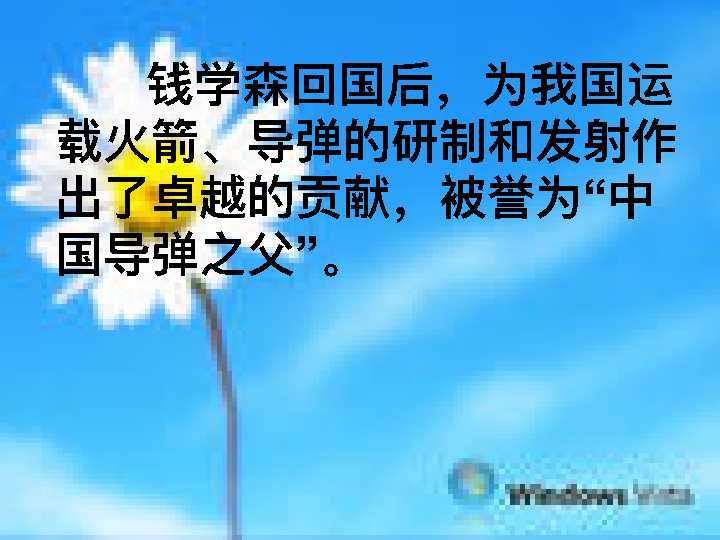 钱学森回国后，为我国运
载火箭、导弹的研制和发射作
出了卓越的贡献，被誉为“中
国导弹之父”。
Windows Vista